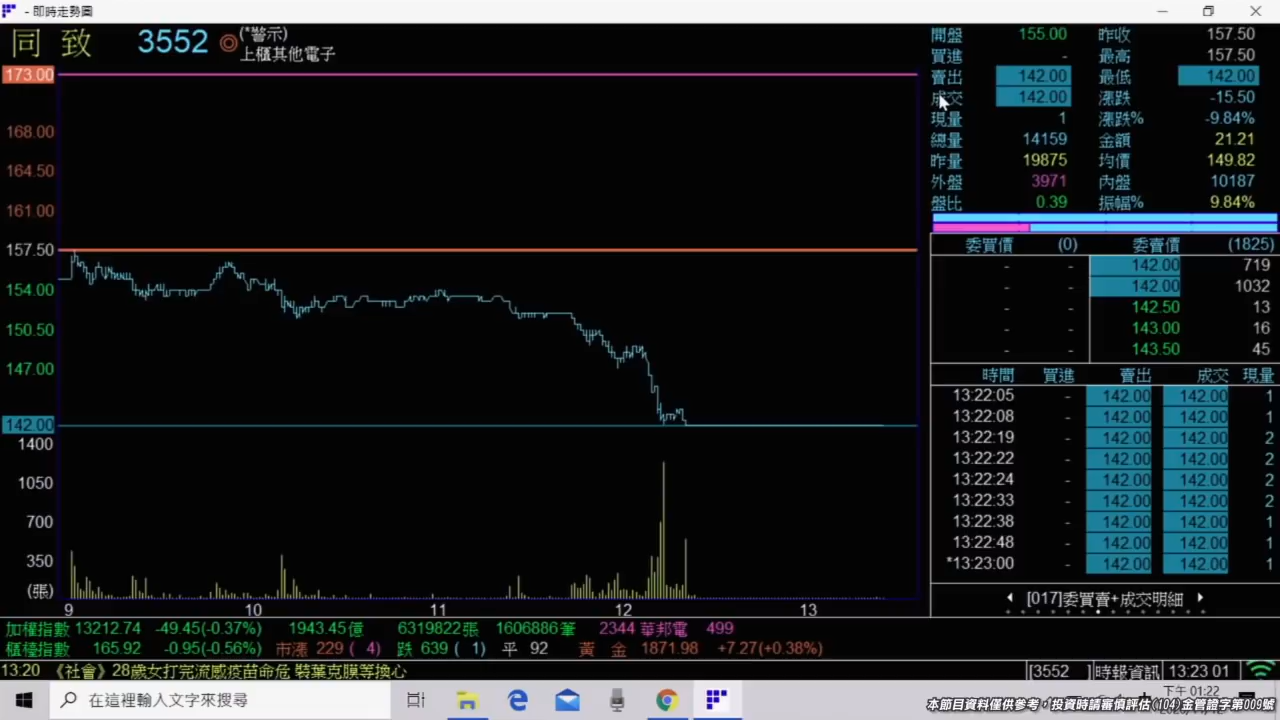 - 即時走勢圖
同 致 3552 ◎(*警示)
上櫃其他電子
173.00
168.00
164.50
161.00
157.50
154.00
150.50
147.00
142.00
1400
1050
700
350
(張)
9 10 11 12 13
開盤 155.00 昨收 157.50
買進 - 最高 157.50
賣出 142.00 最低 142.00
成交 142.00 漲跌 -15.50
現量 1 漲跌% -9.84%
總量 14159 金額 21.21
昨量 19875 均價 149.82
外盤 3971 內盤 10187
盤比 0.39 振幅% 9.84%
委買價 (0) 委賣價 (1825)
- - 142.00 719
- - 142.00 1032
- - 142.50 13
- - 143.00 16
- - 143.50 45
時間 買進 賣出 成交 現量
13:22:05 - 142.00 142.00 1
13:22:08 - 142.00 142.00 1
13:22:19 - 142.00 142.00 2
13:22:22 - 142.00 142.00 2
13:22:24 - 142.00 142.00 2
13:22:33 - 142.00 142.00 2
13:22:38 - 142.00 142.00 1
13:22:48 - 142.00 142.00 1
*13:23:00 - 142.00 142.00 1
[017]委買賣+成交明細
加權指數 13212.74 -49.45(-0.37%) 1943.45億 6319822張 1606886筆 2344 華邦電 499
櫃檯指數 165.92 -0.95(-0.56%) 市漲 229 ( 4) 跌 639 ( 1) 平 92 黃 金 1871.98 +7.27(+0.38%)
13:20 《社會》28歲女打完流感疫苗命危 裝葉克膜等換心 [3552 ]時報資訊 13:23 01
在這裡輸入文字來搜尋
下午 01:22
本節目資料僅供參考，投資時請審慎評估(104)金管證字第009號